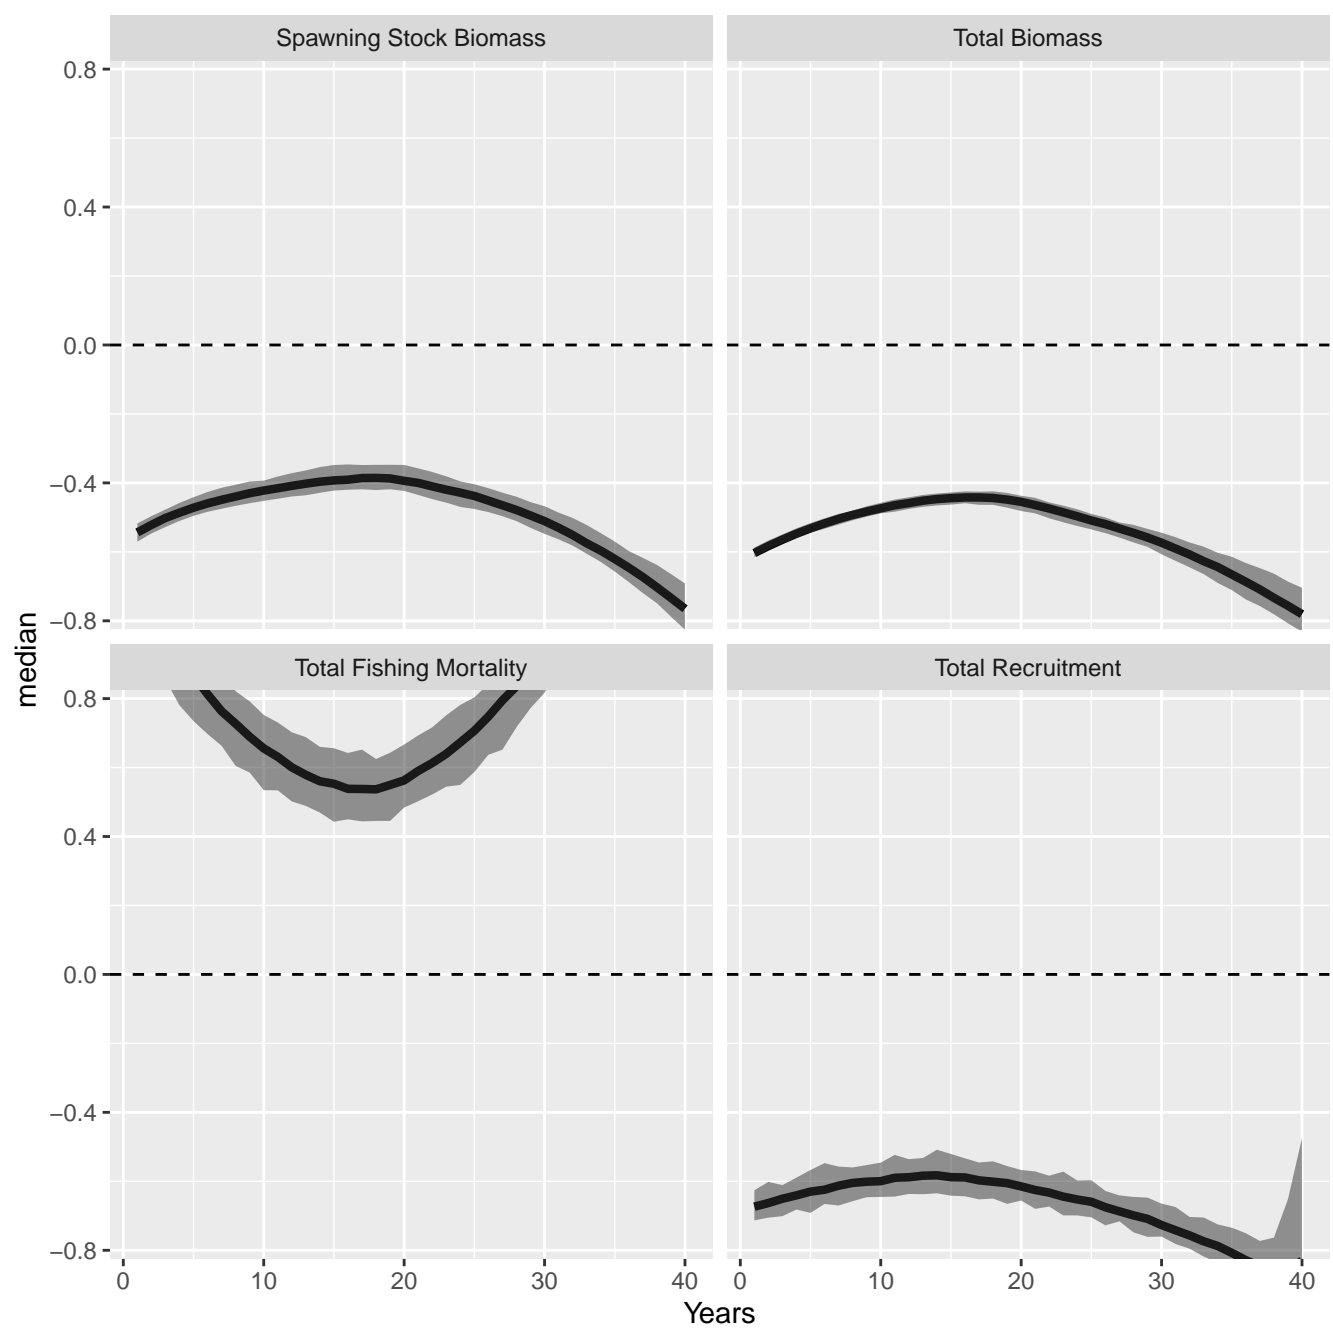 Spawning Stock Biomass
Total Biomass
0.8
0.4
0.0
−0.4
−0.8
median
Total Fishing Mortality
Total Recruitment
0.8
0.4
0.0
−0.4
−0.8
0 10 20 30 40
0 10 20 30 40
Years